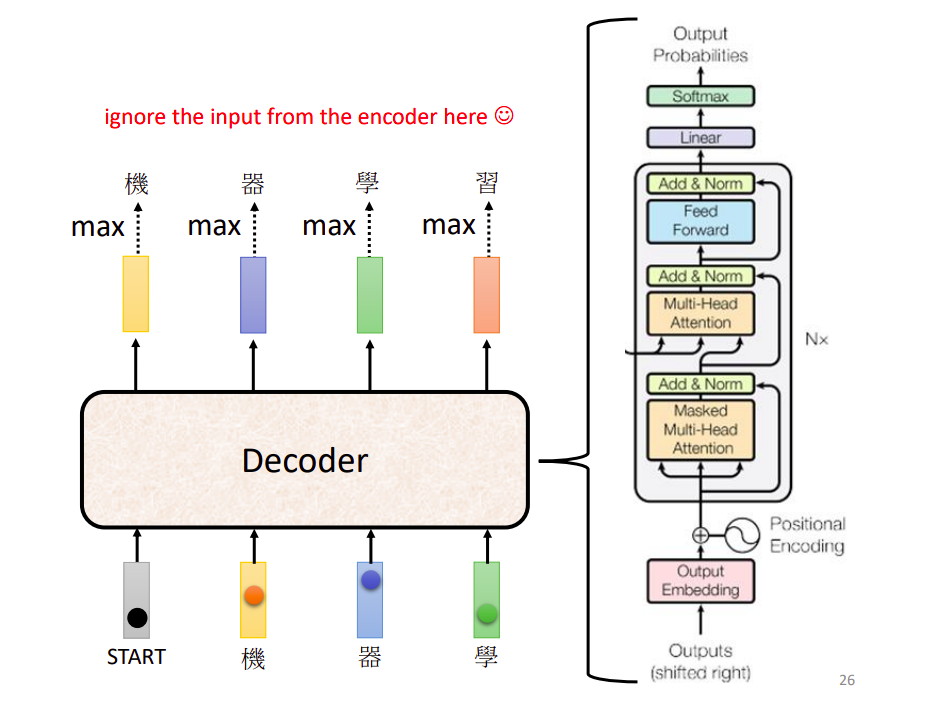 ignore the input from the encoder here ☺
機 器 學 習
max max max max
Decoder
START 機 器 學
Output
Probabilities
Softmax
Linear
Add & Norm
Feed
Forward
Add & Norm
Multi-Head
Attention
N×
Add & Norm
Masked
Multi-Head
Attention
Positional
Encoding
Output
Embedding
Outputs
(shifted right)
26